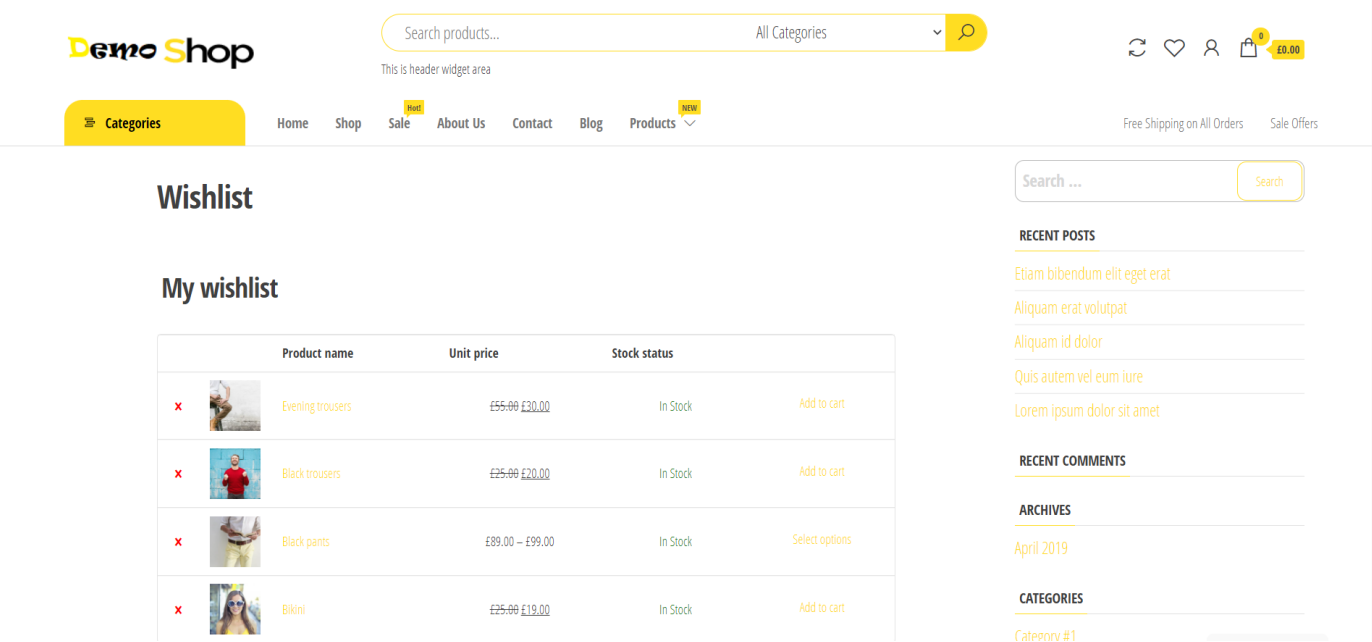 Demo Shop
Search products...
All Categories
This is header widget area
0
£0.00
Categories
Home
Shop
Sale
Hot!
About Us
Contact
Blog
Products
NEW
Free Shipping on All Orders
Sale Offers
Wishlist
My wishlist
Product name Unit price Stock status
x Evening trousers £55.00 £30.00 In Stock Add to cart
x Black trousers £25.00 £20.00 In Stock Add to cart
x Black pants £89.00 – £99.00 In Stock Select options
x Bikini £25.00 £19.00 In Stock Add to cart
Search ...
Search
RECENT POSTS
Etiam bibendum elit eget erat
Aliquam erat volutpat
Aliquam id dolor
Quis autem vel eum iure
Lorem ipsum dolor sit amet
RECENT COMMENTS
ARCHIVES
April 2019
CATEGORIES
Category #1